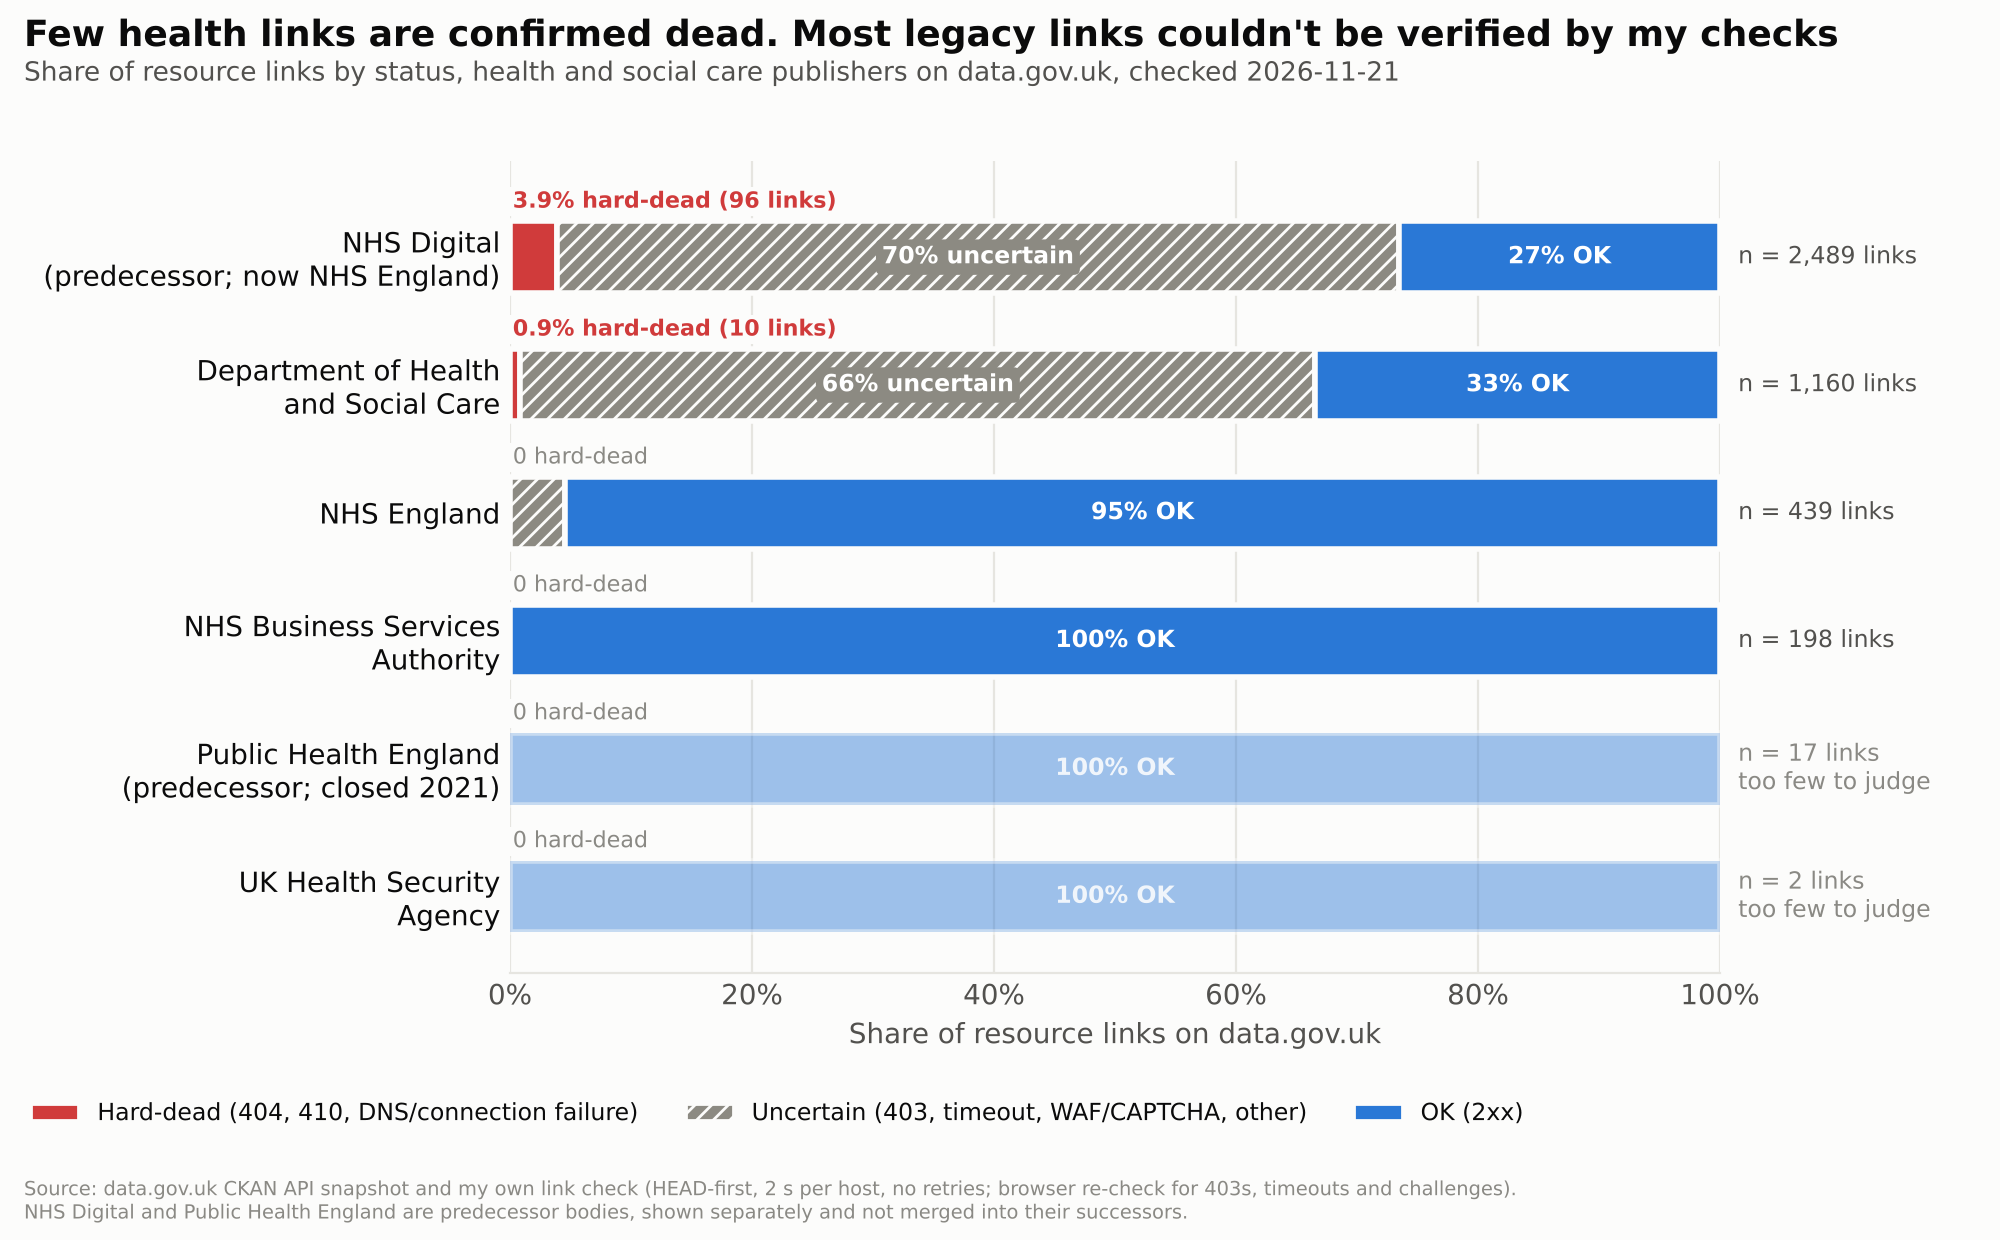 Few health links are confirmed dead. Most legacy links couldn't be verified by my checks
Share of resource links by status, health and social care publishers on data.gov.uk, checked 2026-11-21
3.9% hard-dead (96 links)
NHS Digital
(predecessor; now NHS England)
70% uncertain
27% OK
n = 2,489 links
0.9% hard-dead (10 links)
Department of Health
and Social Care
66% uncertain
33% OK
n = 1,160 links
0 hard-dead
NHS England
95% OK
n = 439 links
0 hard-dead
NHS Business Services
Authority
100% OK
n = 198 links
0 hard-dead
Public Health England
(predecessor; closed 2021)
100% OK
n = 17 links
too few to judge
0 hard-dead
UK Health Security
Agency
100% OK
n = 2 links
too few to judge
0% 20% 40% 60% 80% 100%
Share of resource links on data.gov.uk
Hard-dead (404, 410, DNS/connection failure) Uncertain (403, timeout, WAF/CAPTCHA, other) OK (2xx)
Source: data.gov.uk CKAN API snapshot and my own link check (HEAD-first, 2 s per host, no retries; browser re-check for 403s, timeouts and challenges).
NHS Digital and Public Health England are predecessor bodies, shown separately and not merged into their successors.